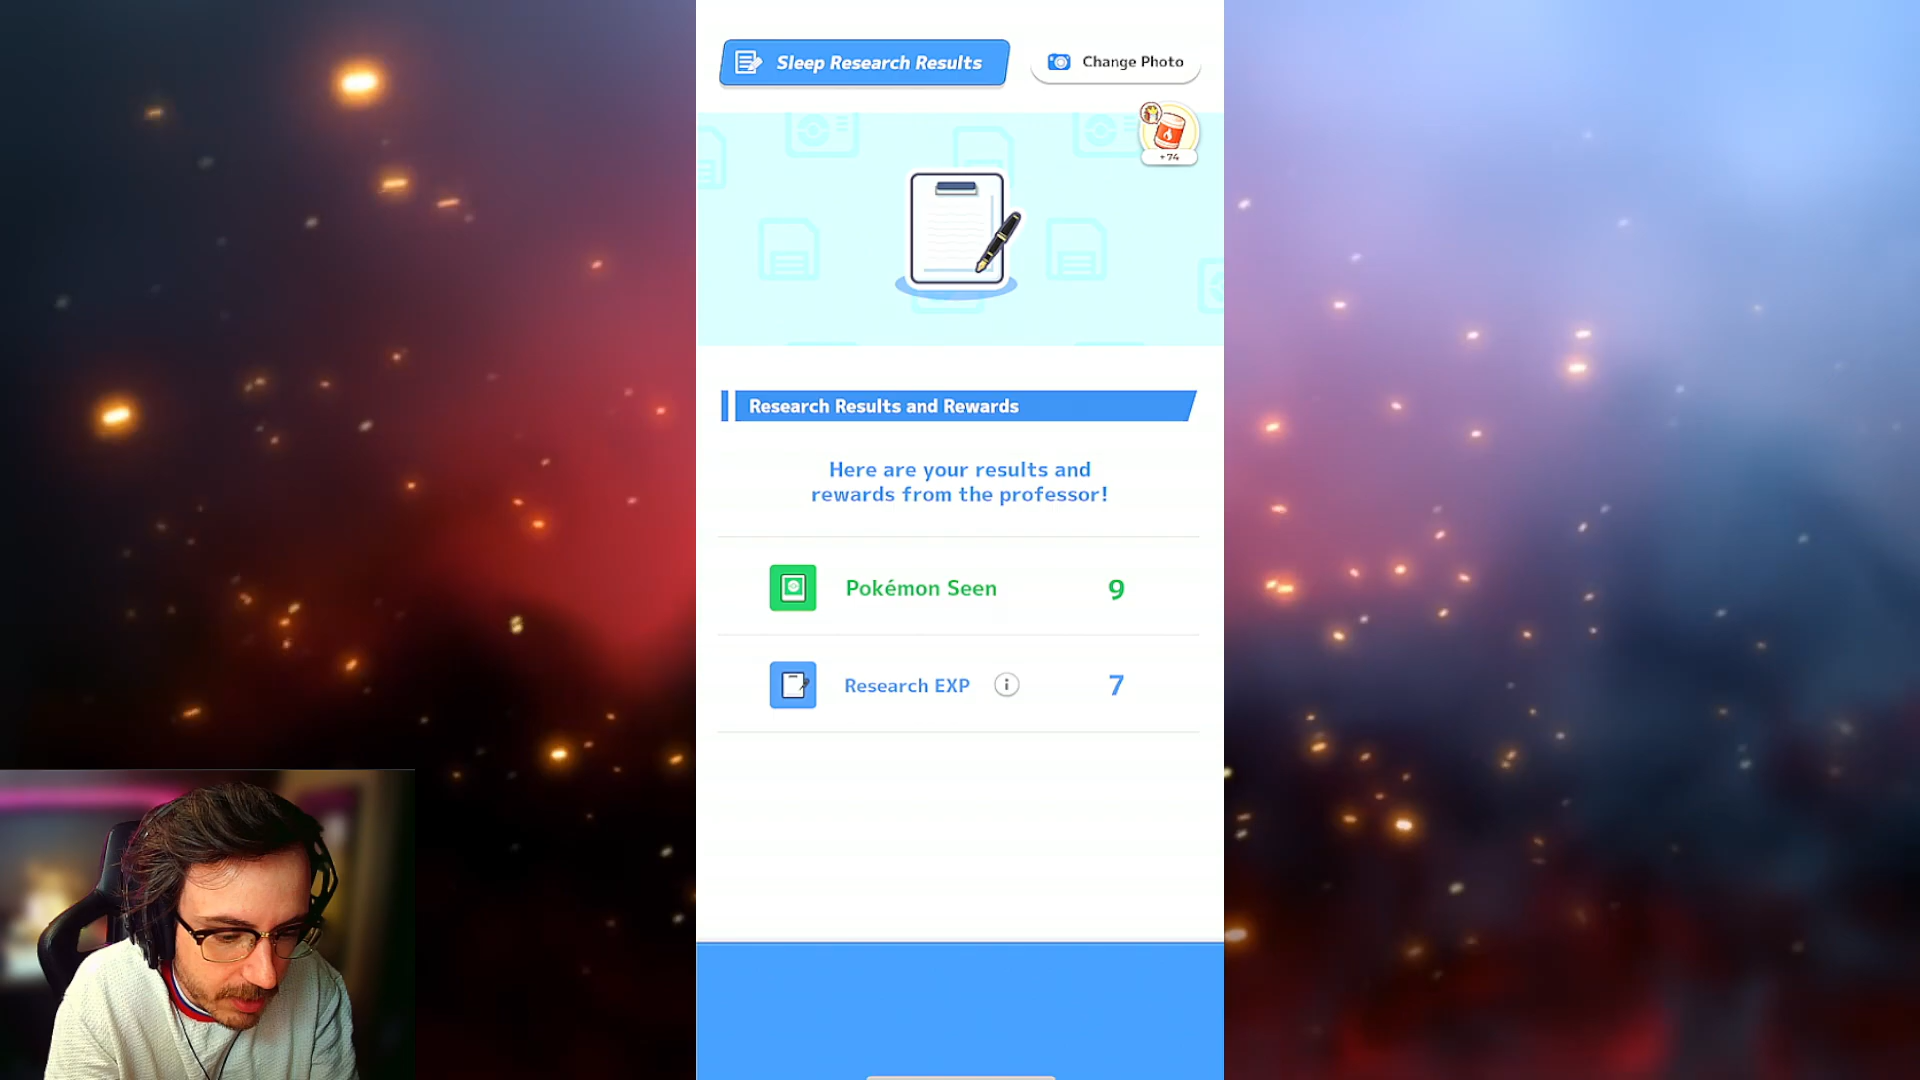 Sleep Research Results
Change Photo
+74
Research Results and Rewards
Here are your results and
rewards from the professor!
Pokémon Seen 9
Research EXP i 7